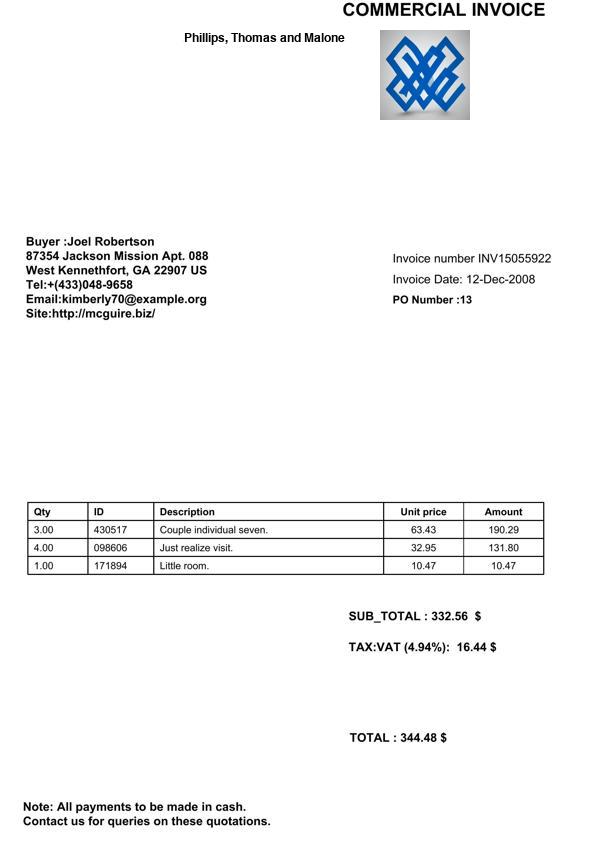 COMMERCIAL INVOICE
Phillips, Thomas and Malone
Buyer :Joel Robertson
87354 Jackson Mission Apt. 088
West Kennethfort, GA 22907 US
Tel:+(433)048-9658
Email:kimberly70@example.org
Site:http://mcguire.biz/
Invoice number INV15055922
Invoice Date: 12-Dec-2008
PO Number :13
Qty ID Description Unit price Amount
3.00 430517 Couple individual seven. 63.43 190.29
4.00 098606 Just realize visit. 32.95 131.80
1.00 171894 Little room. 10.47 10.47
SUB_TOTAL : 332.56 $
TAX:VAT (4.94%): 16.44 $
TOTAL : 344.48 $
Note: All payments to be made in cash.
Contact us for queries on these quotations.